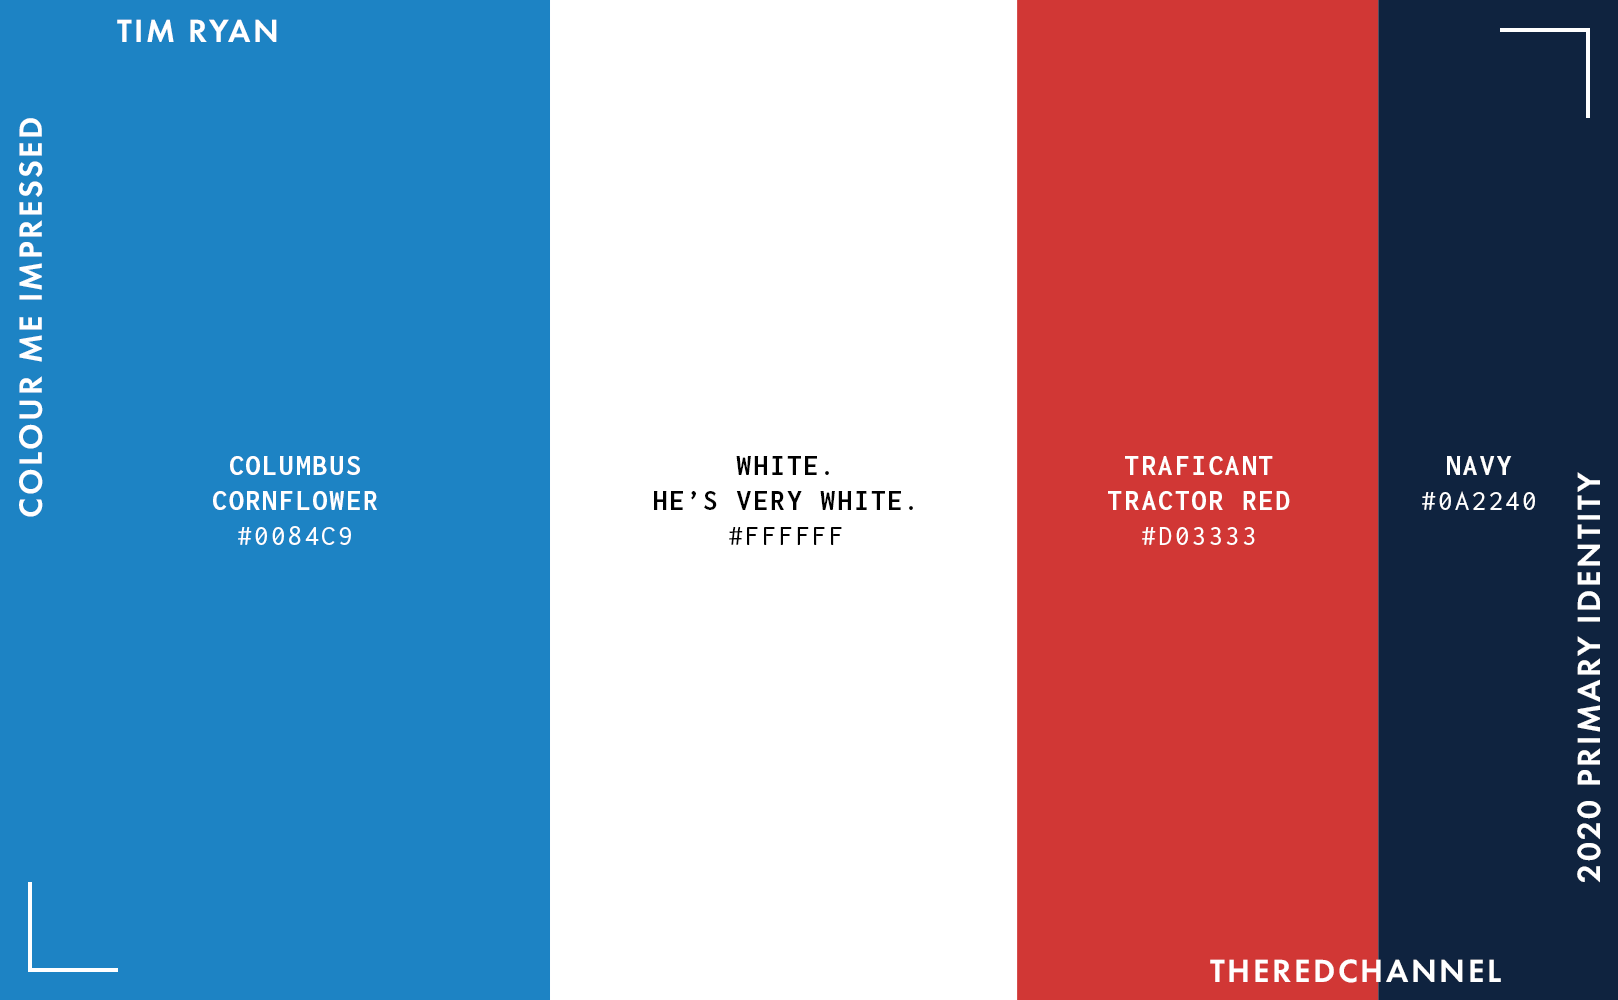 TIM RYAN
COLOUR ME IMPRESSED
COLUMBUS
CORNFLOWER
#0084C9
WHITE.
HE’S VERY WHITE.
#FFFFFF
TRAFICANT
TRACTOR RED
#D03333
NAVY
#0A2240
2020 PRIMARY IDENTITY
THEREDCHANNEL